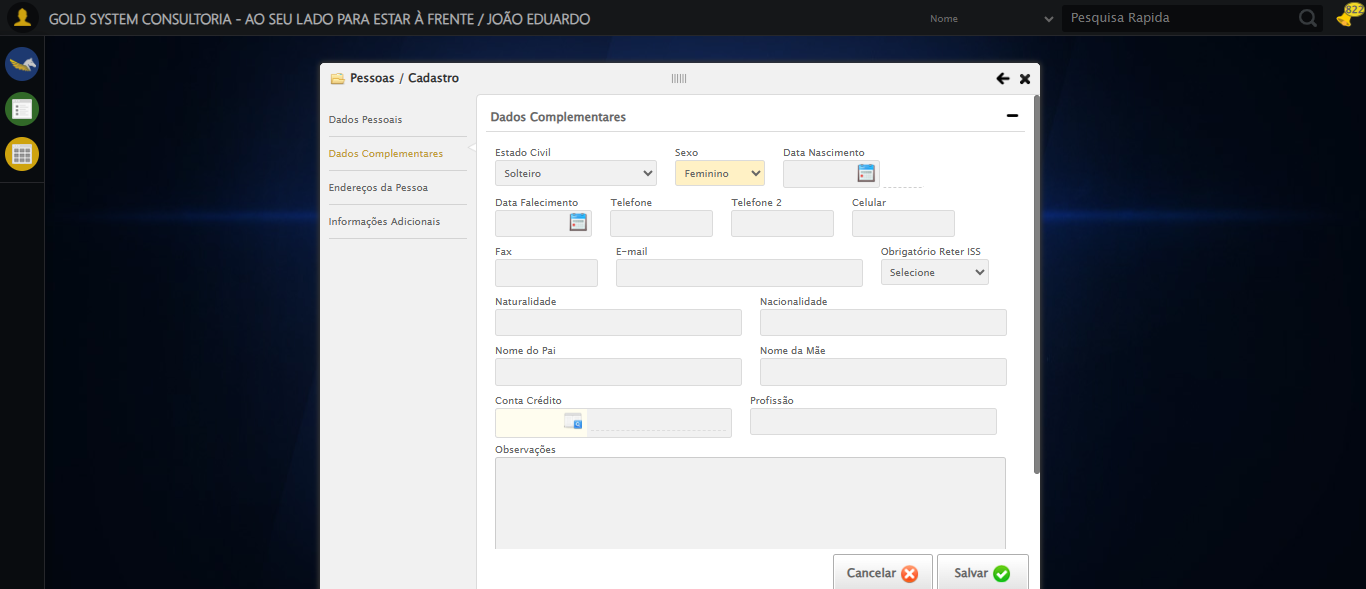 GOLD SYSTEM CONSULTORIA - AO SEU LADO PARA ESTAR À FRENTE / JOÃO EDUARDO
Nome
Pesquisa Rapida
822
Pessoas / Cadastro
Dados Pessoais
Dados Complementares
Endereços da Pessoa
Informações Adicionais
Dados Complementares
Estado Civil
Sexo
Data Nascimento
Solteiro
Feminino
Data Falecimento
Telefone
Telefone 2
Celular
Fax
E-mail
Obrigatório Reter ISS
Selecione
Naturalidade
Nacionalidade
Nome do Pai
Nome da Mãe
Conta Crédito
Profissão
Observações
Cancelar
Salvar